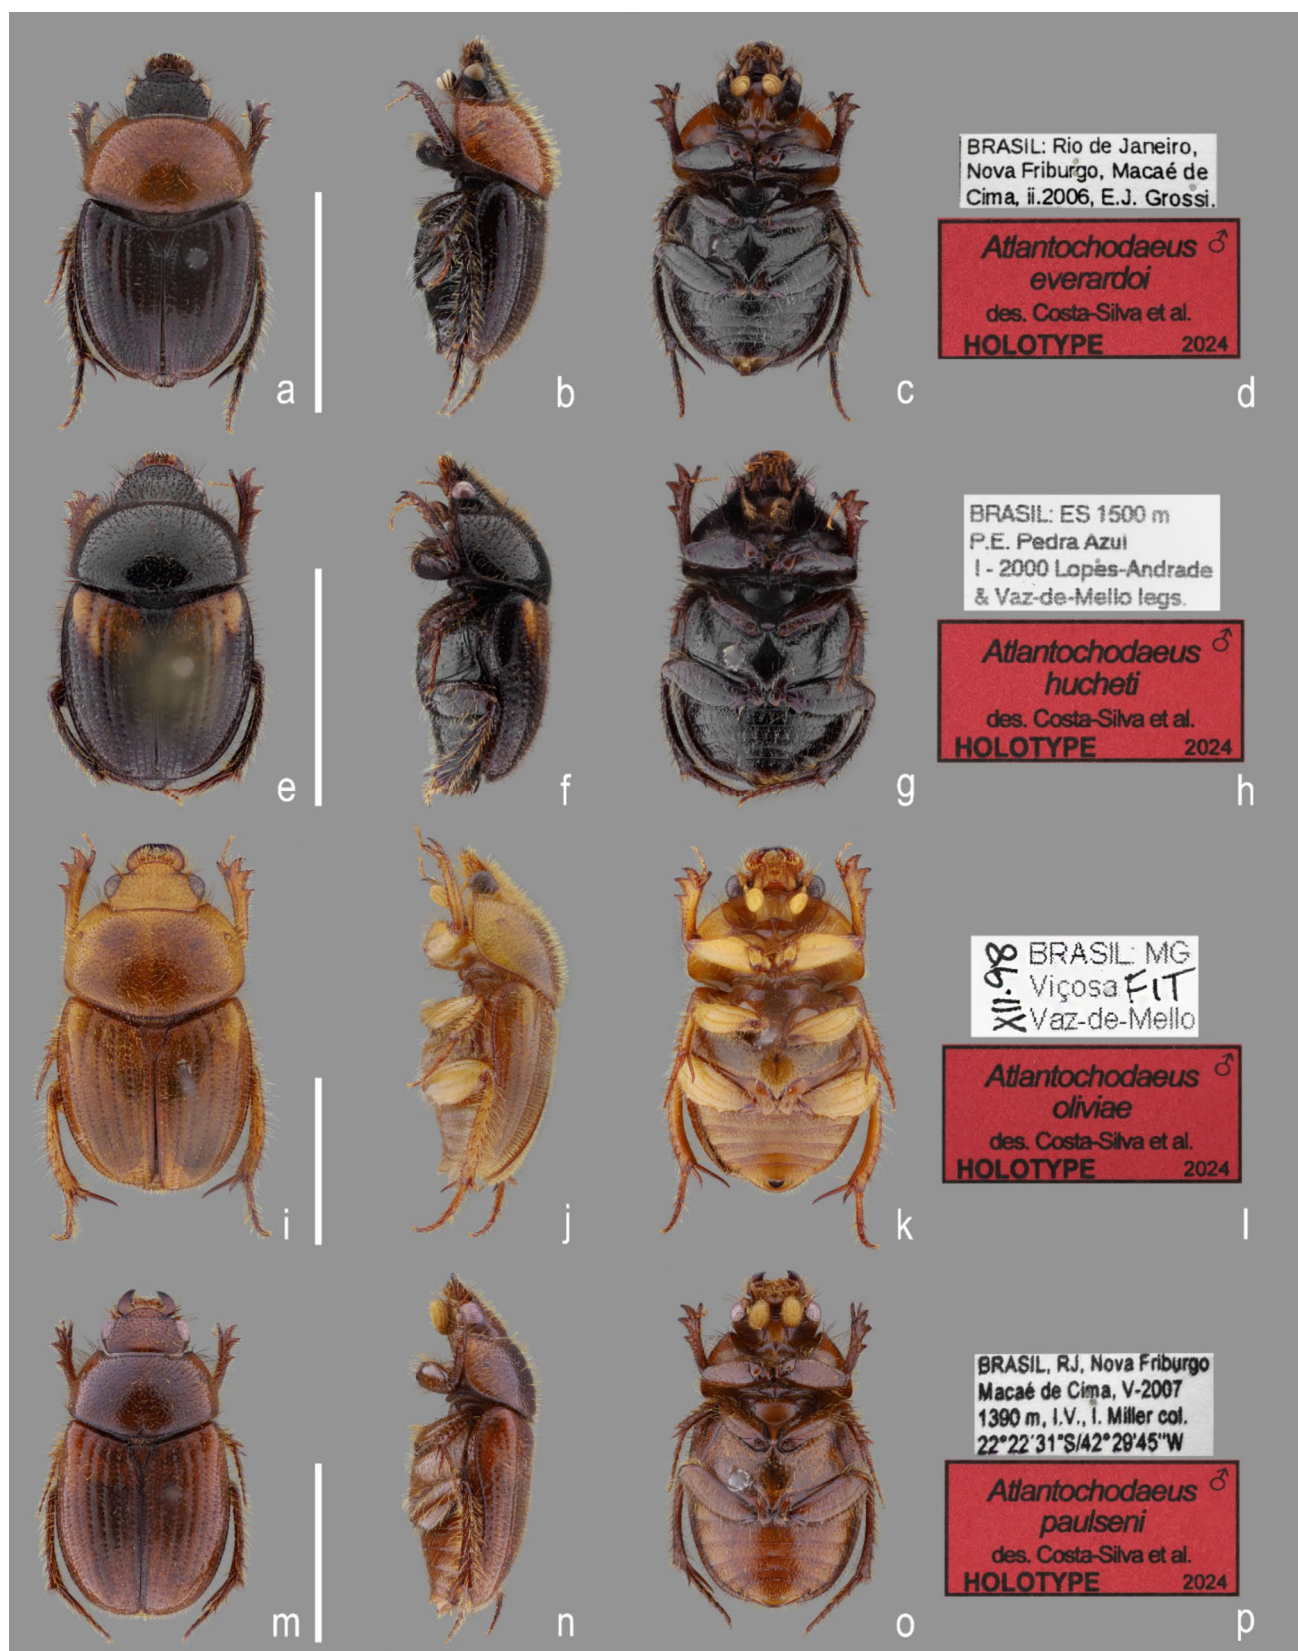 BRASIL: Rio de Janeiro,
Nova Friburgo, Macaé de
Cima, ii.2006, E.J. Grossi.
Atlantochodaeus ♂
everardoi
des. Costa-Silva et al.
HOLOTYPE 2024
a b c d
BRASIL: ES 1500 m
P.E. Pedra Azul
I - 2000 Lopes-Andrade
& Vaz-de-Mello legs.
Atlantochodaeus ♂
hucheti
des. Costa-Silva et al.
HOLOTYPE 2024
e f g h
XII.98
BRASIL: MG
Viçosa FIT
Vaz-de-Mello
Atlantochodaeus ♂
oliviae
des. Costa-Silva et al.
HOLOTYPE 2024
i j k l
BRASIL, RJ, Nova Friburgo
Macaé de Cima, V-2007
1390 m, I.V., I. Miller col.
22°22'31"S/42°29'45"W
Atlantochodaeus ♂
paulseni
des. Costa-Silva et al.
HOLOTYPE 2024
m n o p